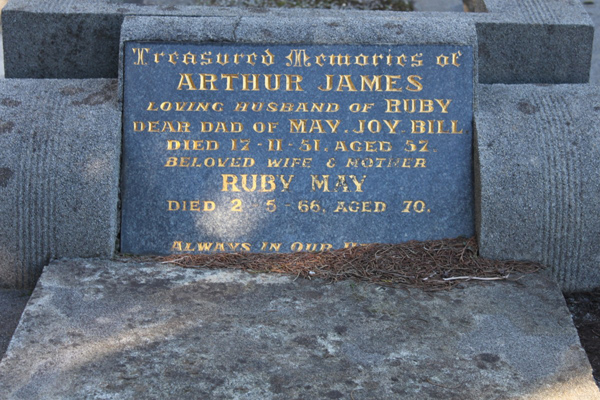 Treasured Memories of
ARTHUR JAMES
LOVING HUSBAND OF RUBY
DEAR DAD OF MAY. JOY. BILL
DIED 17-11-51. AGED 57.
BELOVED WIFE & MOTHER
RUBY MAY
DIED 2-5-66. AGED 70.
ALWAYS IN OUR